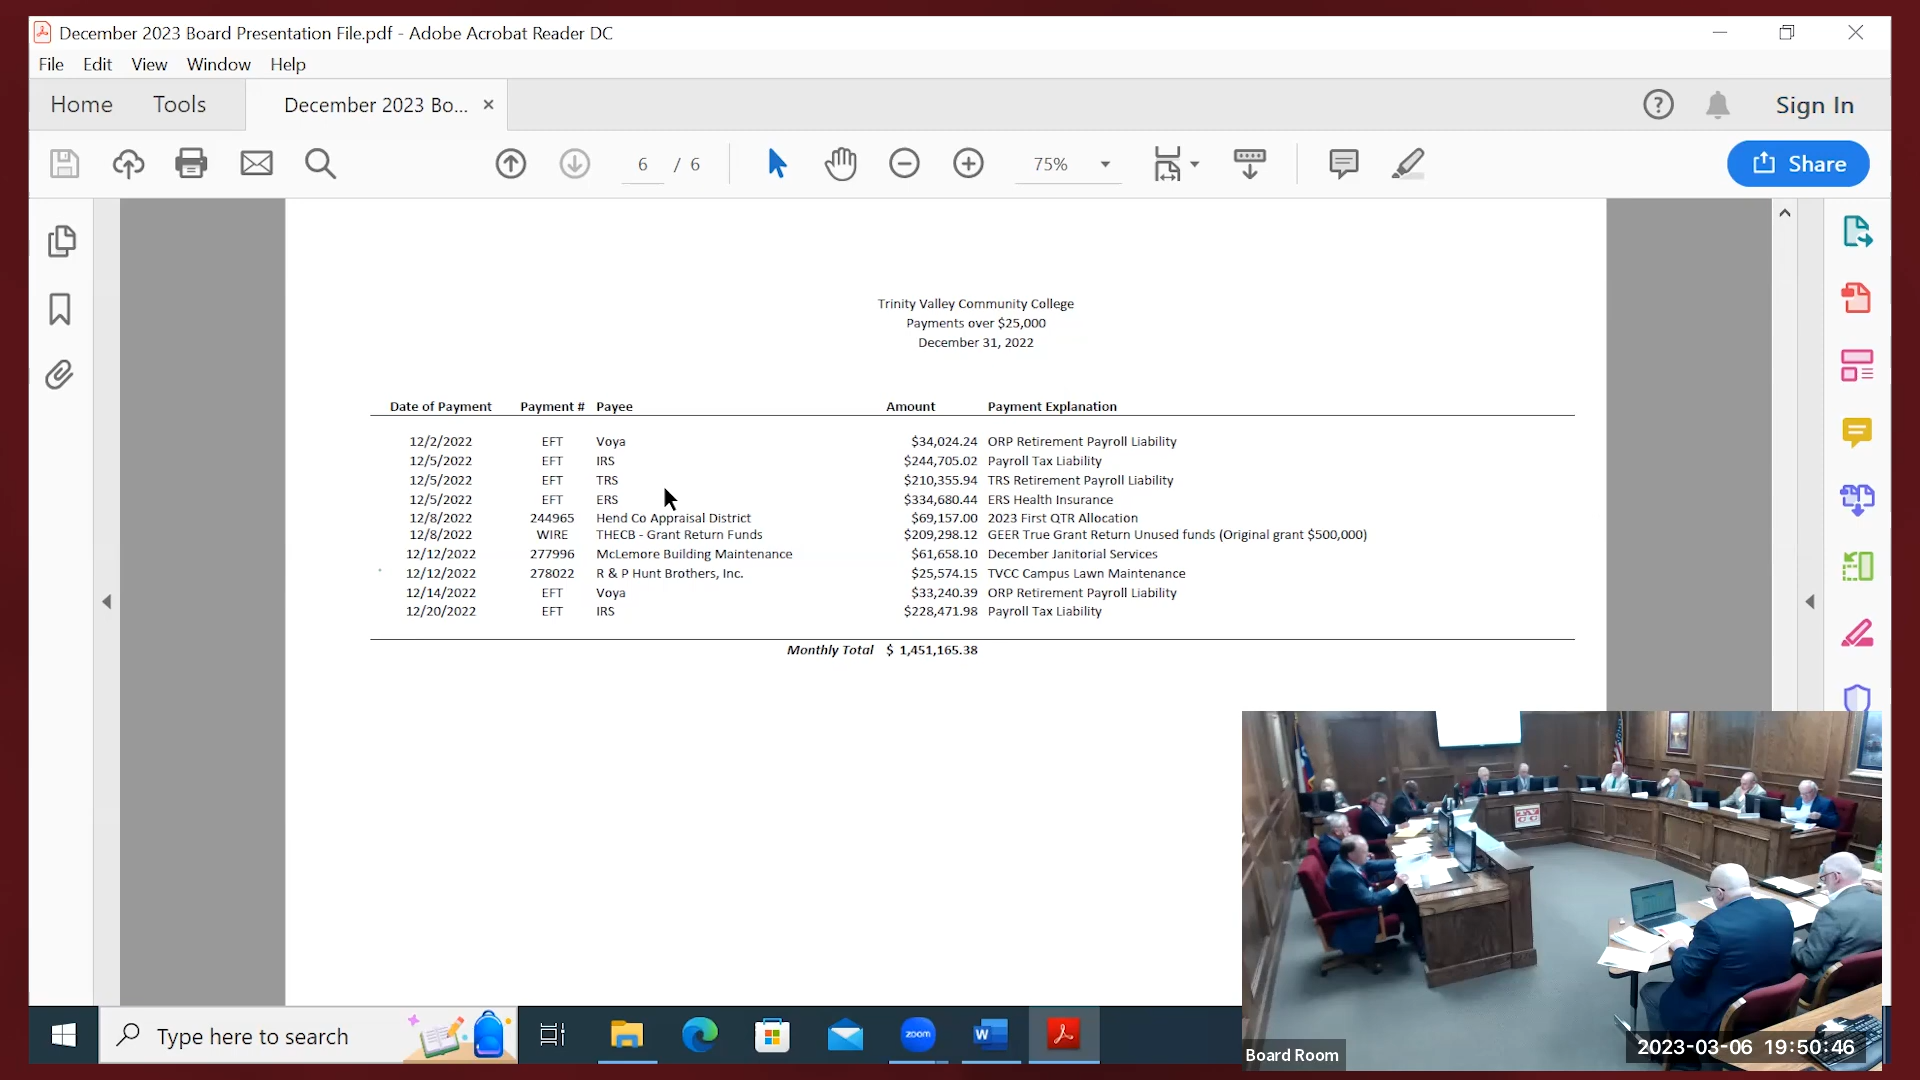 December 2023 Board Presentation File.pdf - Adobe Acrobat Reader DC
File Edit View Window Help
Home Tools December 2023 Bo... × Sign In
6 / 6 75% Share
Trinity Valley Community College
Payments over $25,000
December 31, 2022
Date of Payment Payment # Payee Amount Payment Explanation
12/2/2022 EFT Voya $34,024.24 ORP Retirement Payroll Liability
12/5/2022 EFT IRS $244,705.02 Payroll Tax Liability
12/5/2022 EFT TRS $210,355.94 TRS Retirement Payroll Liability
12/5/2022 EFT ERS $334,680.44 ERS Health Insurance
12/8/2022 244965 Hend Co Appraisal District $69,157.00 2023 First QTR Allocation
12/8/2022 WIRE THECB - Grant Return Funds $209,298.12 GEER True Grant Return Unused funds (Original grant $500,000)
12/12/2022 277996 McLemore Building Maintenance $61,658.10 December Janitorial Services
12/12/2022 278022 R & P Hunt Brothers, Inc. $25,574.15 TVCC Campus Lawn Maintenance
12/14/2022 EFT Voya $33,240.39 ORP Retirement Payroll Liability
12/20/2022 EFT IRS $228,471.98 Payroll Tax Liability
Monthly Total $ 1,451,165.38
Type here to search
zoom
Board Room
2023-03-06 19:50:46